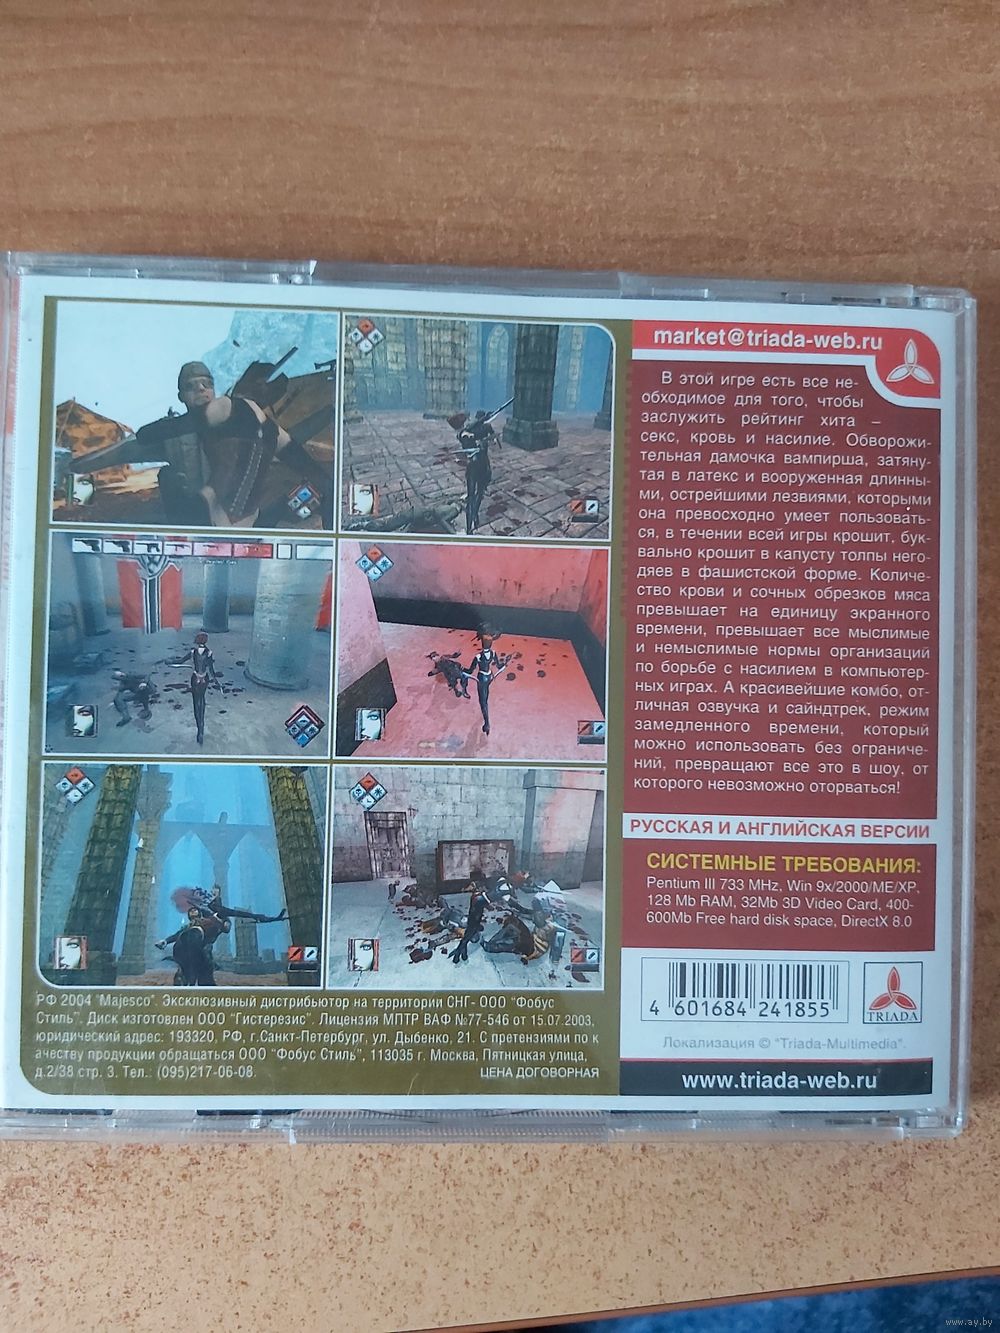 market@triada-web.ru
В этой игре есть все не-
обходимое для того, чтобы
заслужить рейтинг хита –
секс, кровь и насилие. Обворожи-
тельная дамочка вампирша, затяну-
тая в латекс и вооруженная длинны-
ми, острейшими лезвиями, которыми
она превосходно умеет пользовать-
ся, в течении всей игры крошит, бук-
вально крошит в капусту толпы него-
дяев в фашистской форме. Количе-
ство крови и сочных обрезков мяса
превышает на единицу экранного
времени, превышает все мыслимые
и немыслимые нормы организаций
по борьбе с насилием в компьютер-
ных играх. А красивейшие комбо, от-
личная озвучка и сайндтрек, режим
замедленного времени, который
можно использовать без ограниче-
ний, превращают все это в шоу, от
которого невозможно оторваться!
РУССКАЯ И АНГЛИЙСКАЯ ВЕРСИИ
СИСТЕМНЫЕ ТРЕБОВАНИЯ:
Pentium III 733 MHz, Win 9x/2000/ME/XP,
128 Mb RAM, 32Mb 3D Video Card, 400-
600Mb Free hard disk space, DirectX 8.0
4 601684 241855
TRIADA
Локализация © "Triada-Multimedia".
www.triada-web.ru
РФ 2004 "Majesco". Эксклюзивный дистрибьютор на территории СНГ- ООО "Фобус
Стиль". Диск изготовлен ООО "Гистерезис". Лицензия МПТР ВАФ №77-546 от 15.07.2003,
юридический адрес: 193320, РФ, г.Санкт-Петербург, ул. Дыбенко, 21. С претензиями по к
ачеству продукции обращаться ООО "Фобус Стиль", 113035 г. Москва, Пятницкая улица,
д.2/38 стр. 3. Тел.: (095)217-06-08.
ЦЕНА ДОГОВОРНАЯ
www.ay.by